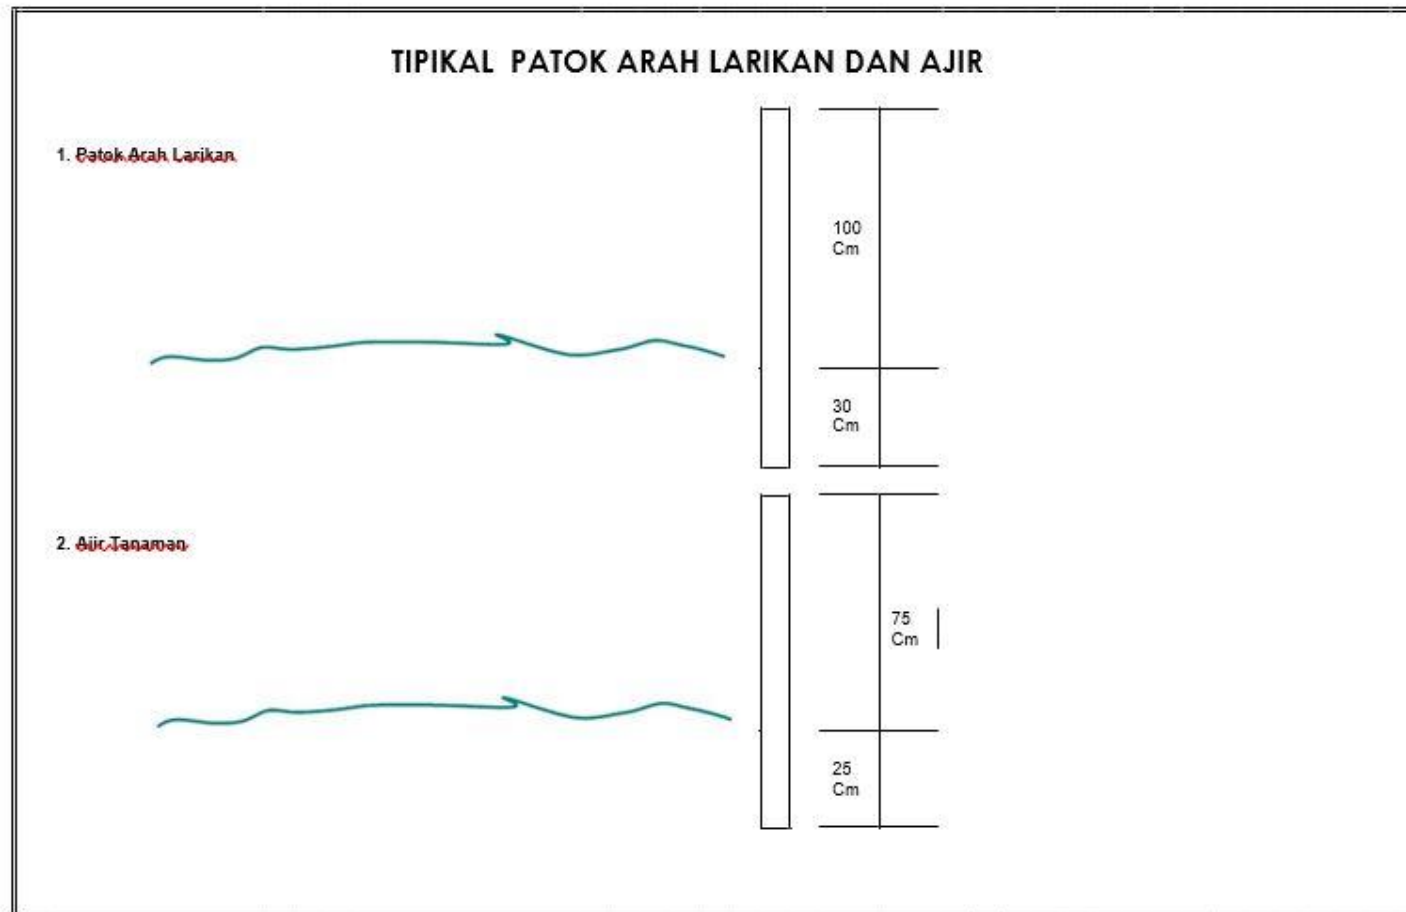 TIPIKAL PATOK ARAH LARIKAN DAN AJIR
1. Patok Arah Larikan
100
Cm
30
Cm
2. Ajir Tanaman
75
Cm
25
Cm